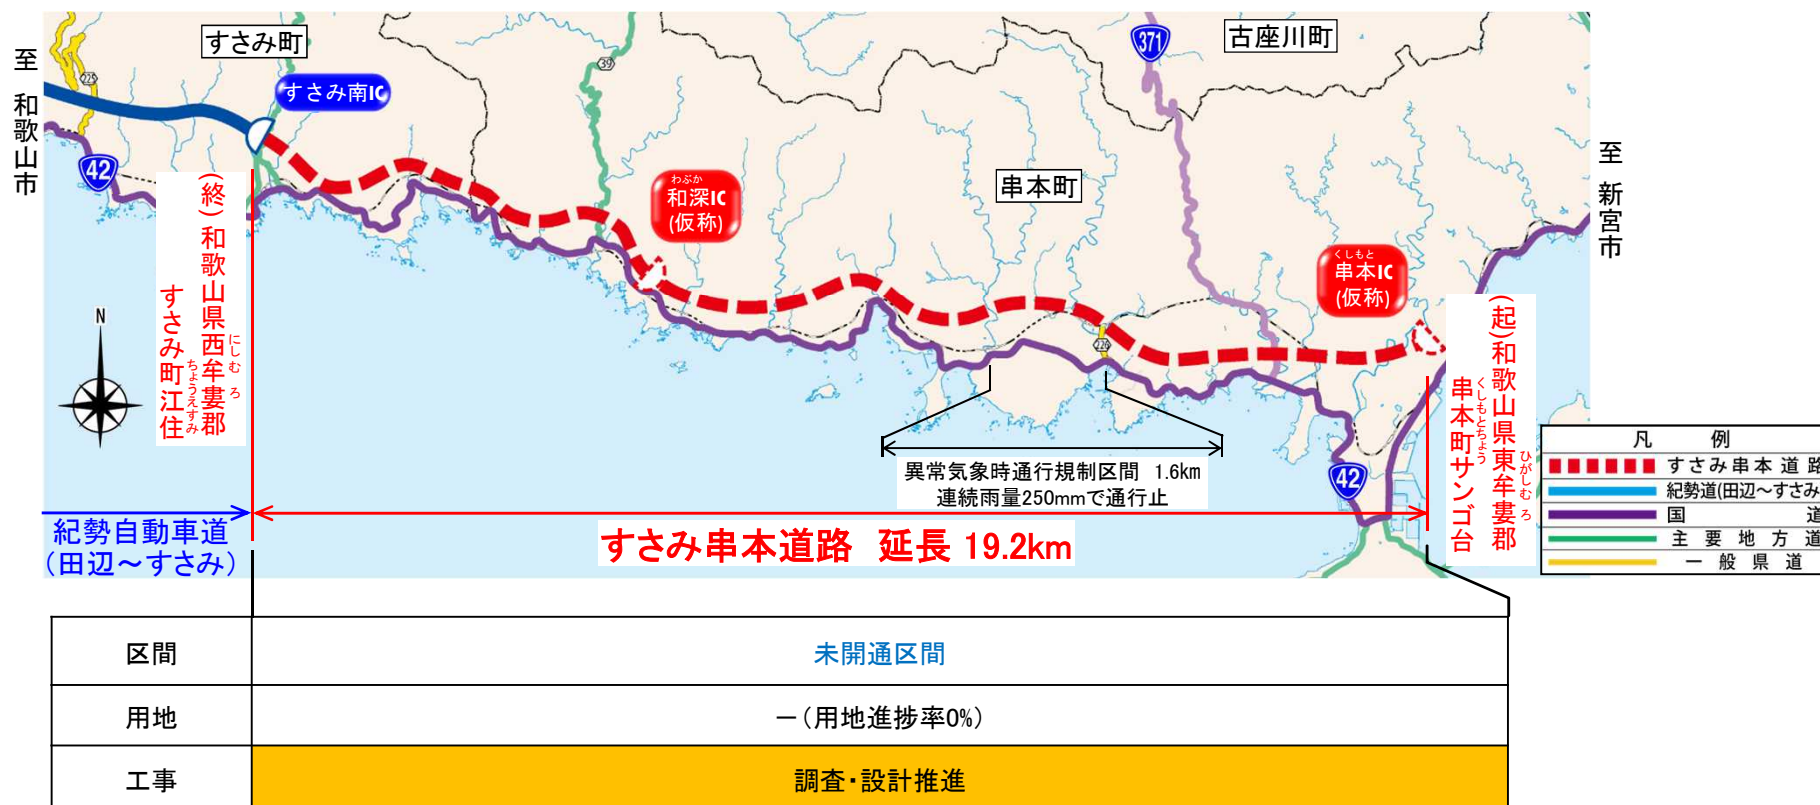 至 和歌山市
すさみ町
225
すさみ南IC
39
371
古座川町
至 新宮市
42
わぶか
和深IC
(仮称)
串本町
くしもと
串本IC
(仮称)
(終)和歌山県西牟婁郡
にしむろ
すさみ町江住
ちょうえすみ
N
226
(起)和歌山県東牟婁郡
ひがしむろ
串本町サンゴ台
くしもとちょう
異常気象時通行規制区間 1.6km
連続雨量250mmで通行止
42
凡 例
すさみ串本道路
紀勢道(田辺～すさみ
国 道
主要地方道
一般県道
紀勢自動車道
(田辺～すさみ)
すさみ串本道路 延長 19.2km
区間 未開通区間
用地 －(用地進捗率0%)
工事 調査・設計推進